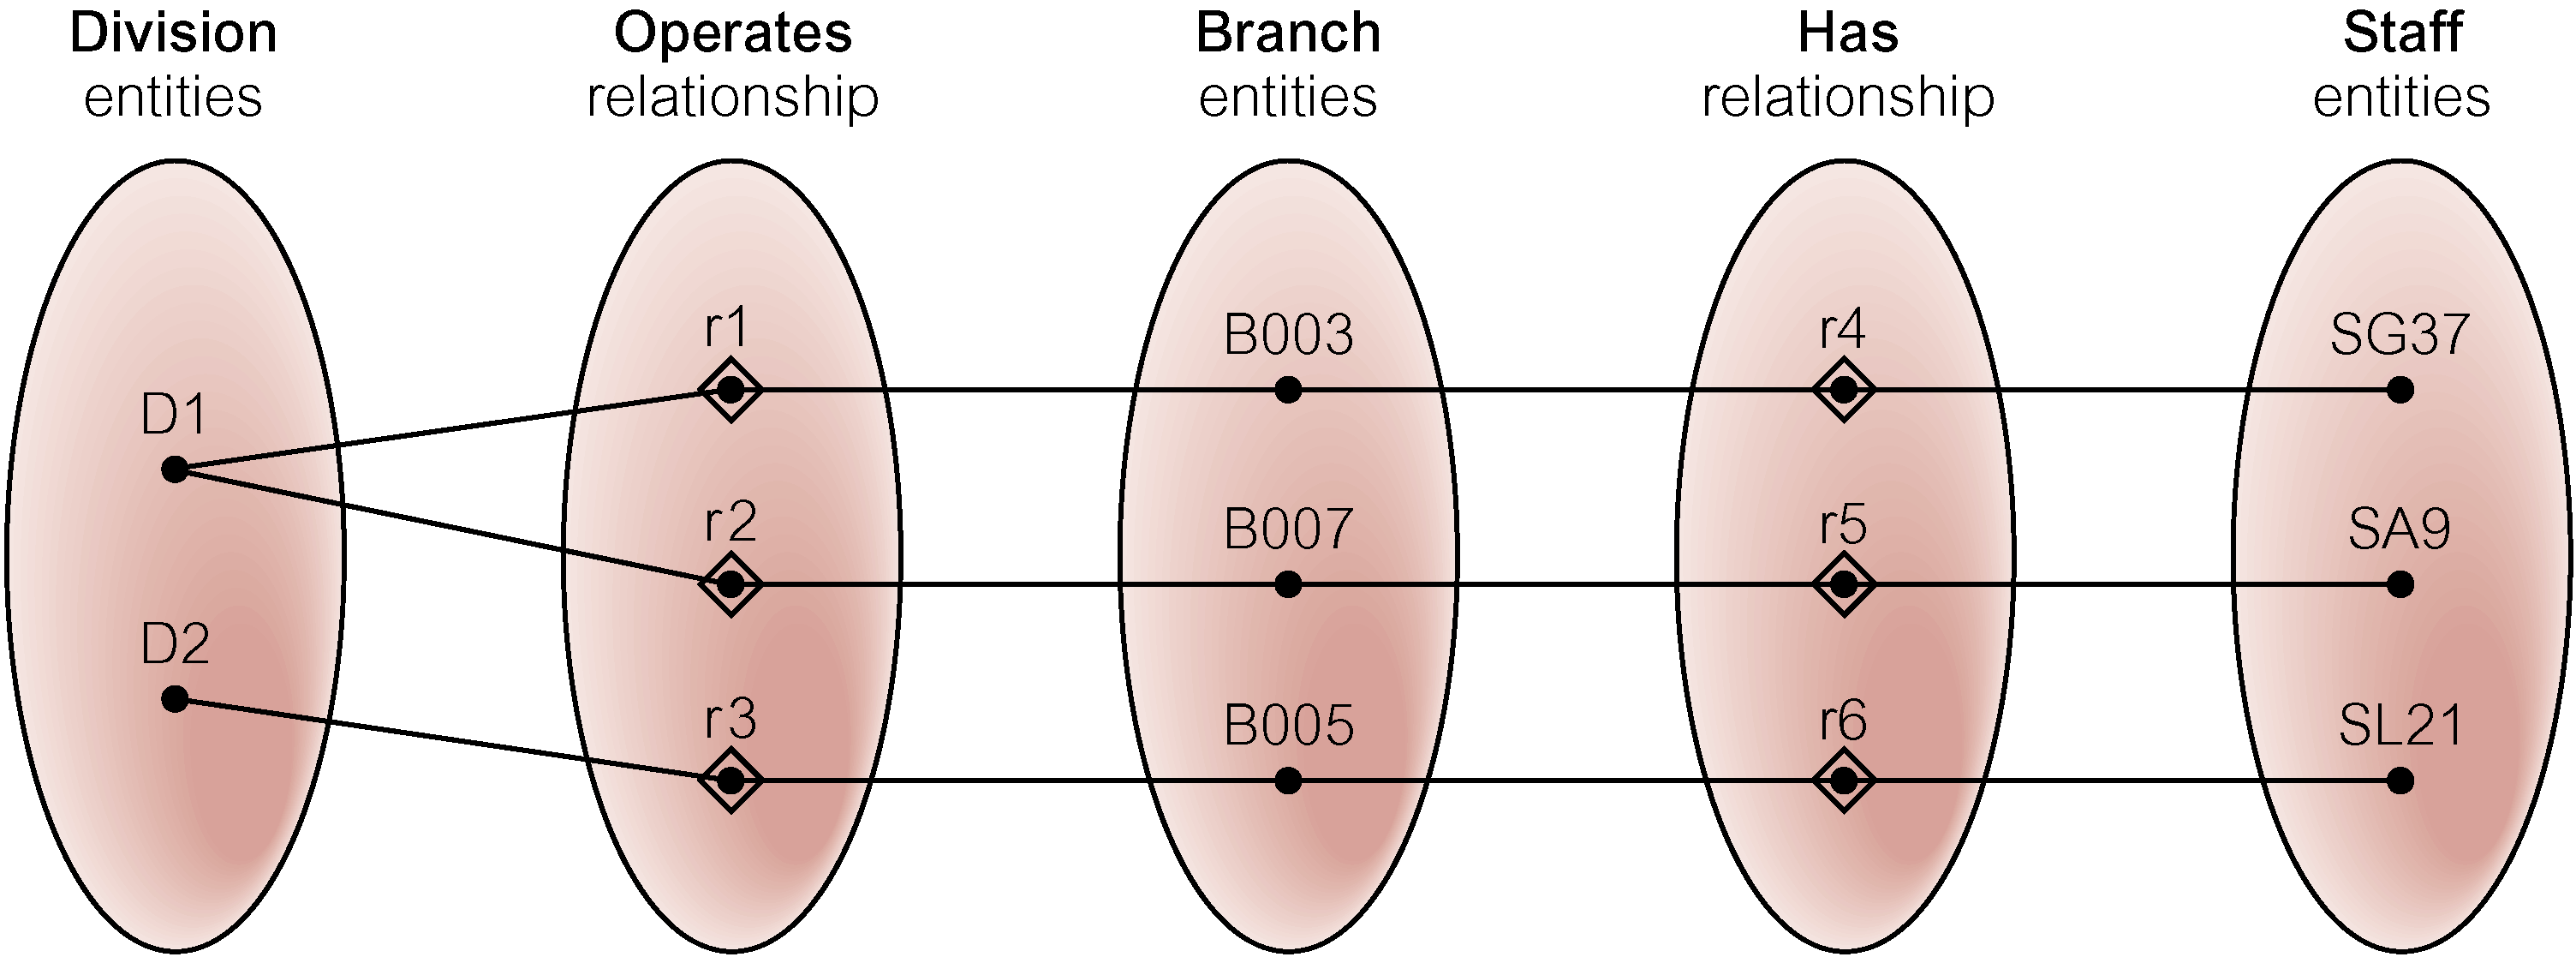 Division
entities
Operates
relationship
Branch
entities
Has
relationship
Staff
entities
D1
D2
r1
r2
r3
B003
B007
B005
r4
r5
r6
SG37
SA9
SL21